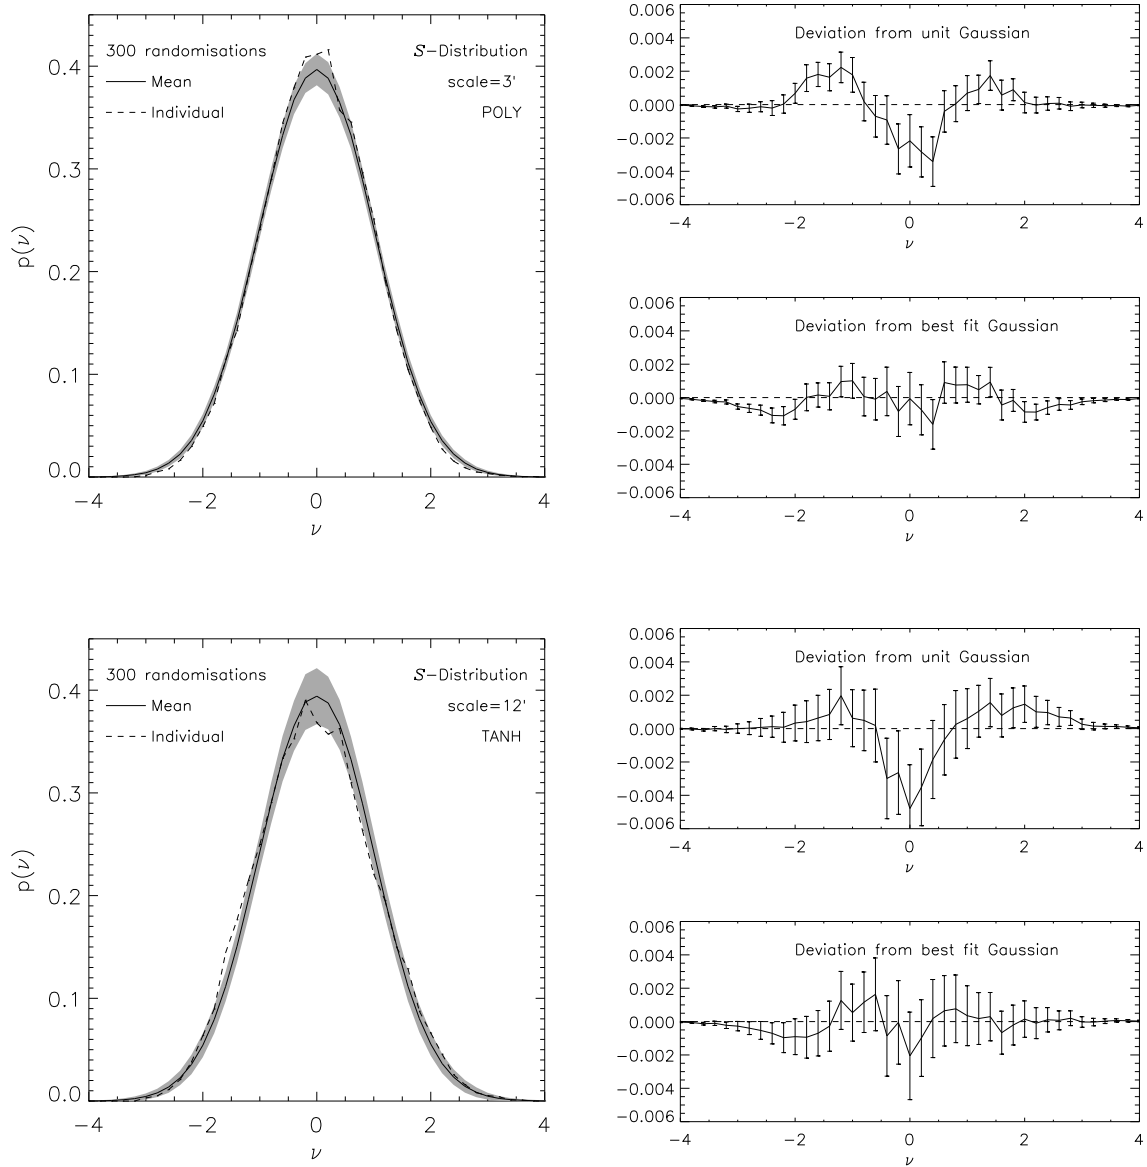 300 randomisations
Mean
Individual
S-Distribution
scale=3'
POLY
0.4
0.3
0.2
0.1
0.0
p(ν)
-4 -2 0 2 4
ν
Deviation from unit Gaussian
0.006
0.004
0.002
0.000
-0.002
-0.004
-0.006
-4 -2 0 2 4
ν
Deviation from best fit Gaussian
0.006
0.004
0.002
0.000
-0.002
-0.004
-0.006
-4 -2 0 2 4
ν
300 randomisations
Mean
Individual
S-Distribution
scale=12'
TANH
0.4
0.3
0.2
0.1
0.0
p(ν)
-4 -2 0 2 4
ν
Deviation from unit Gaussian
0.006
0.004
0.002
0.000
-0.002
-0.004
-0.006
-4 -2 0 2 4
ν
Deviation from best fit Gaussian
0.006
0.004
0.002
0.000
-0.002
-0.004
-0.006
-4 -2 0 2 4
ν